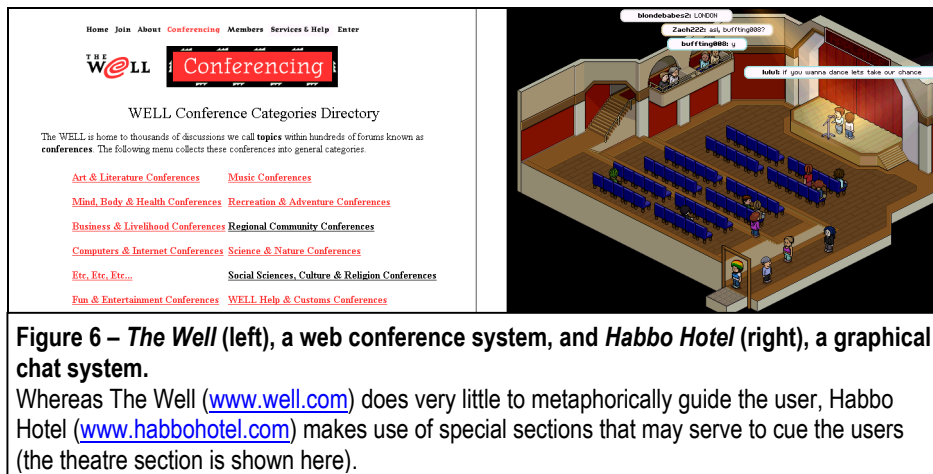 Home Join About Conferencing Members Services & Help Enter
THE
W@LL
Conferencing
WELL Conference Categories Directory
The WELL is home to thousands of discussions we call topics within hundreds of forums known as
conferences. The following menu collects these conferences into general categories.
Art & Literature Conferences Music Conferences
Mind, Body & Health Conferences Recreation & Adventure Conferences
Business & Livelihood Conferences Regional Community Conferences
Computers & Internet Conferences Science & Nature Conferences
Etc, Etc, Etc... Social Sciences, Culture & Religion Conferences
Fun & Entertainment Conferences WELL Help & Customs Conferences
blondebabes2: LONDON
Zach222: asl, buffting008?
buffting008: y
lulul: if you wanna dance lets take our chance
Figure 6 – The Well (left), a web conference system, and Habbo Hotel (right), a graphical
chat system.
Whereas The Well (www.well.com) does very little to metaphorically guide the user, Habbo
Hotel (www.habbohotel.com) makes use of special sections that may serve to cue the users
(the theatre section is shown here).